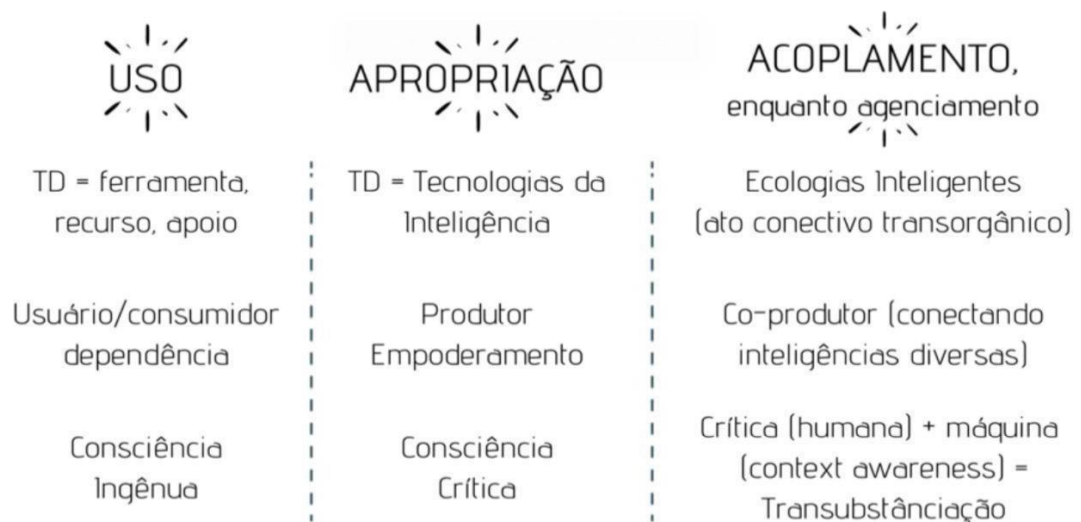 USO
TD = ferramenta,
recurso, apoio
Usuário/consumidor
dependência
Consciência
Ingênua
APROPRIAÇÃO
TD = Tecnologias da
Inteligência
Produtor
Empoderamento
Consciência
Crítica
ACOPLAMENTO,
enquanto agenciamento
Ecologias Inteligentes
(ato conectivo transorgânico)
Co-produtor (conectando
inteligências diversas)
Crítica (humana) + máquina
(context awareness) =
Transubstânciação